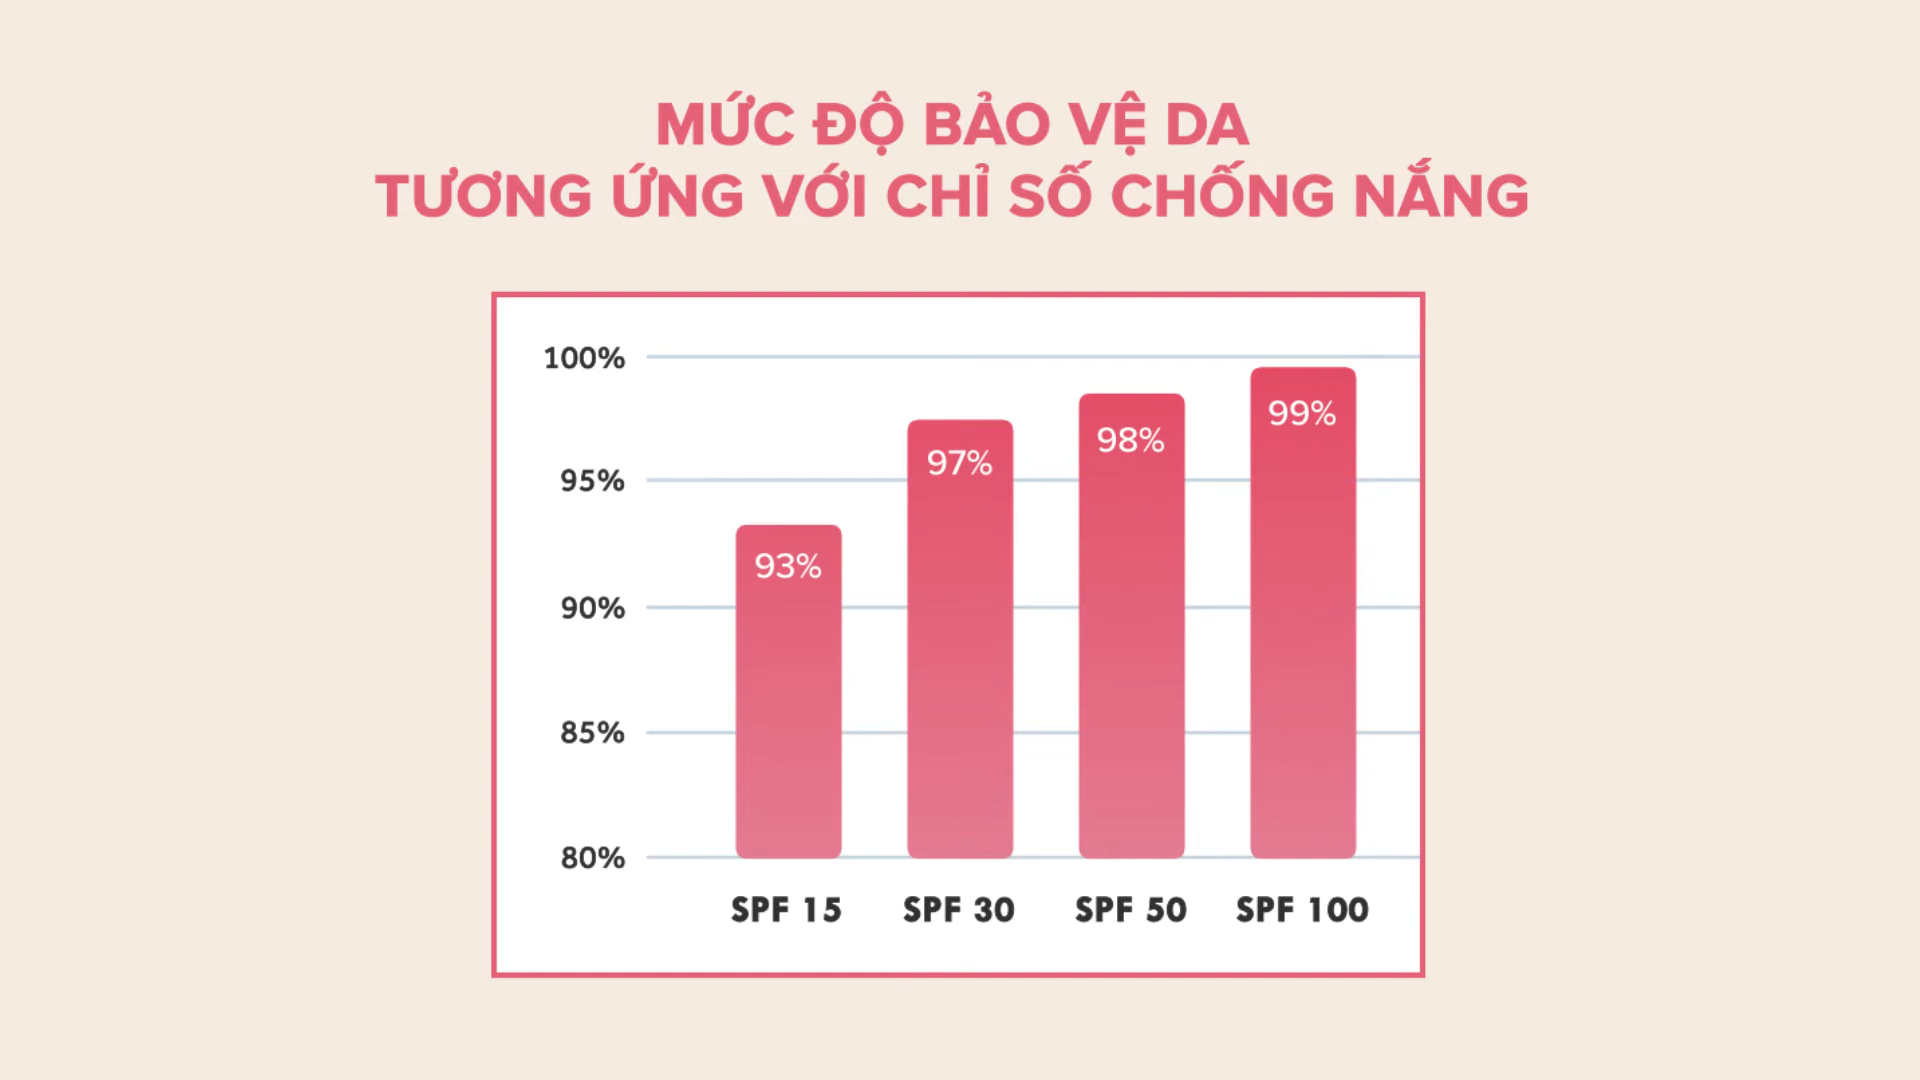 MỨC ĐỘ BẢO VỆ DA
TƯƠNG ỨNG VỚI CHỈ SỐ CHỐNG NẮNG
100%
95%
90%
85%
80%
93%
97%
98%
99%
SPF 15
SPF 30
SPF 50
SPF 100